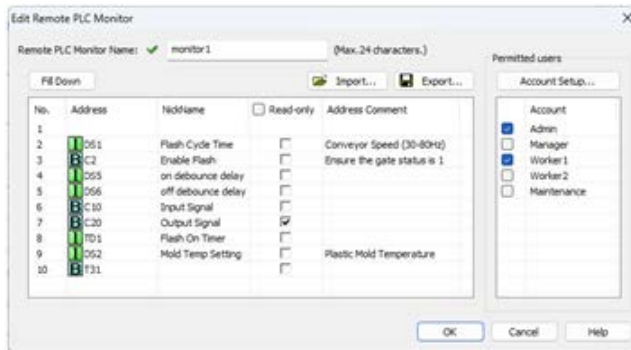 Edit Remote PLC Monitor
Remote PLC Monitor Name: monitor1 (Max.24 characters.)
Permitted users
Fill Down Import... Export... Account Setup...
No. Address NickName Read-only Address Comment Account
1 Admin
2 I DS1 Flash Cycle Time Conveyor Speed (30-80Hz) Manager
3 B C2 Enable Flash Ensure the gate status is 1 Worker1
4 I DS5 on debounce delay Worker2
5 I DS6 off debounce delay Maintenance
6 B C10 Input Signal
7 B C20 Output Signal
8 I TD1 Flash On Timer
9 I DS2 Mold Temp Setting Plastic Mold Temperature
10 B T31
OK Cancel Help